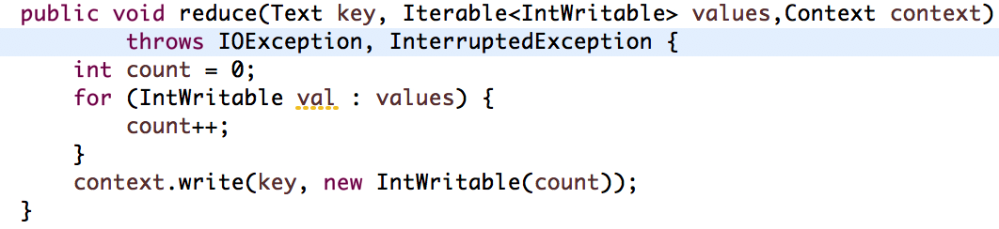 public void reduce(Text key, Iterable<IntWritable> values,Context context)
        throws IOException, InterruptedException {
    int count = 0;
    for (IntWritable val : values) {
        count++;
    }
    context.write(key, new IntWritable(count));
}